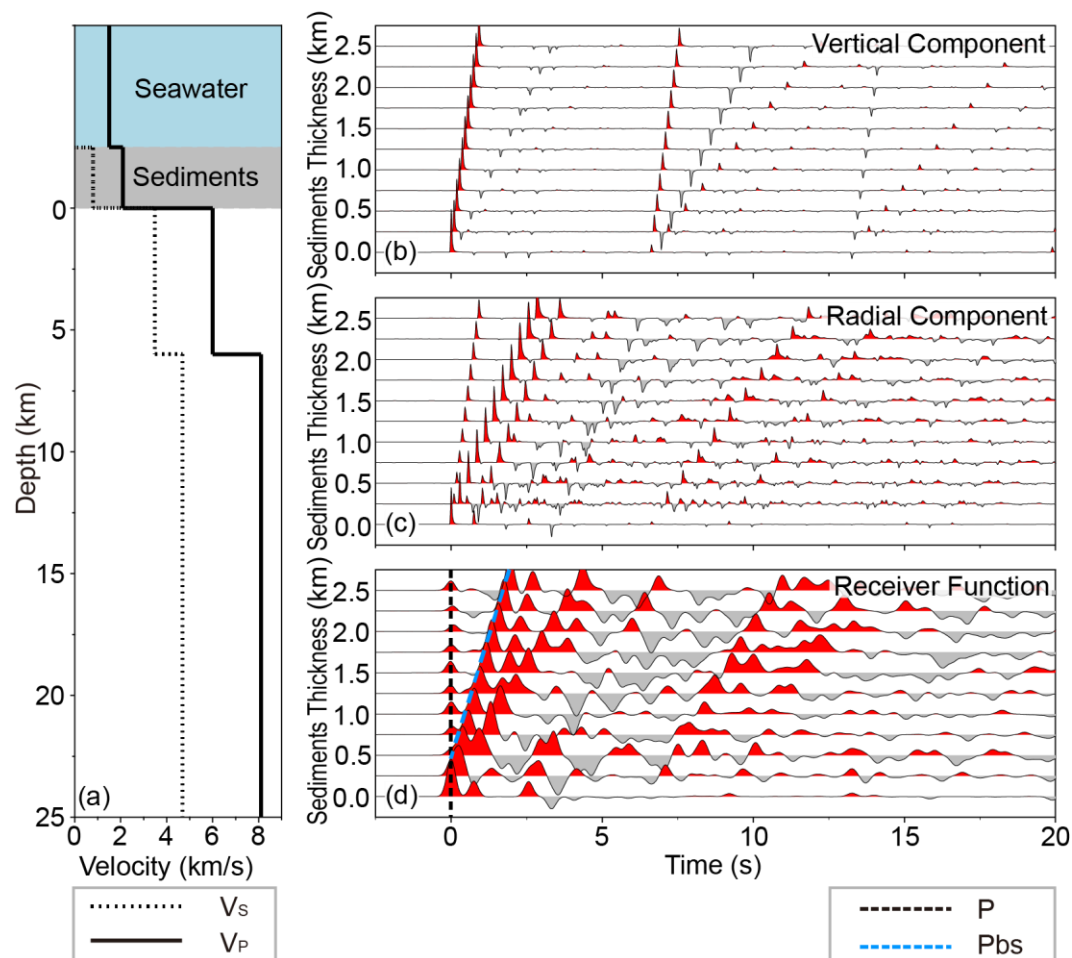 Seawater
Sediments
0
5
10
15
20
25
Depth (km)
(a)
0 2 4 6 8
Velocity (km/s)
Vs
VP
Vertical Component
2.5
2.0
1.5
1.0
0.5
0.0
Sediments Thickness (km)
(b)
Radial Component
2.5
2.0
1.5
1.0
0.5
0.0
Sediments Thickness (km)
(c)
Receiver Function
2.5
2.0
1.5
1.0
0.5
0.0
Sediments Thickness (km)
(d)
0 5 10 15 20
Time (s)
P
Pbs